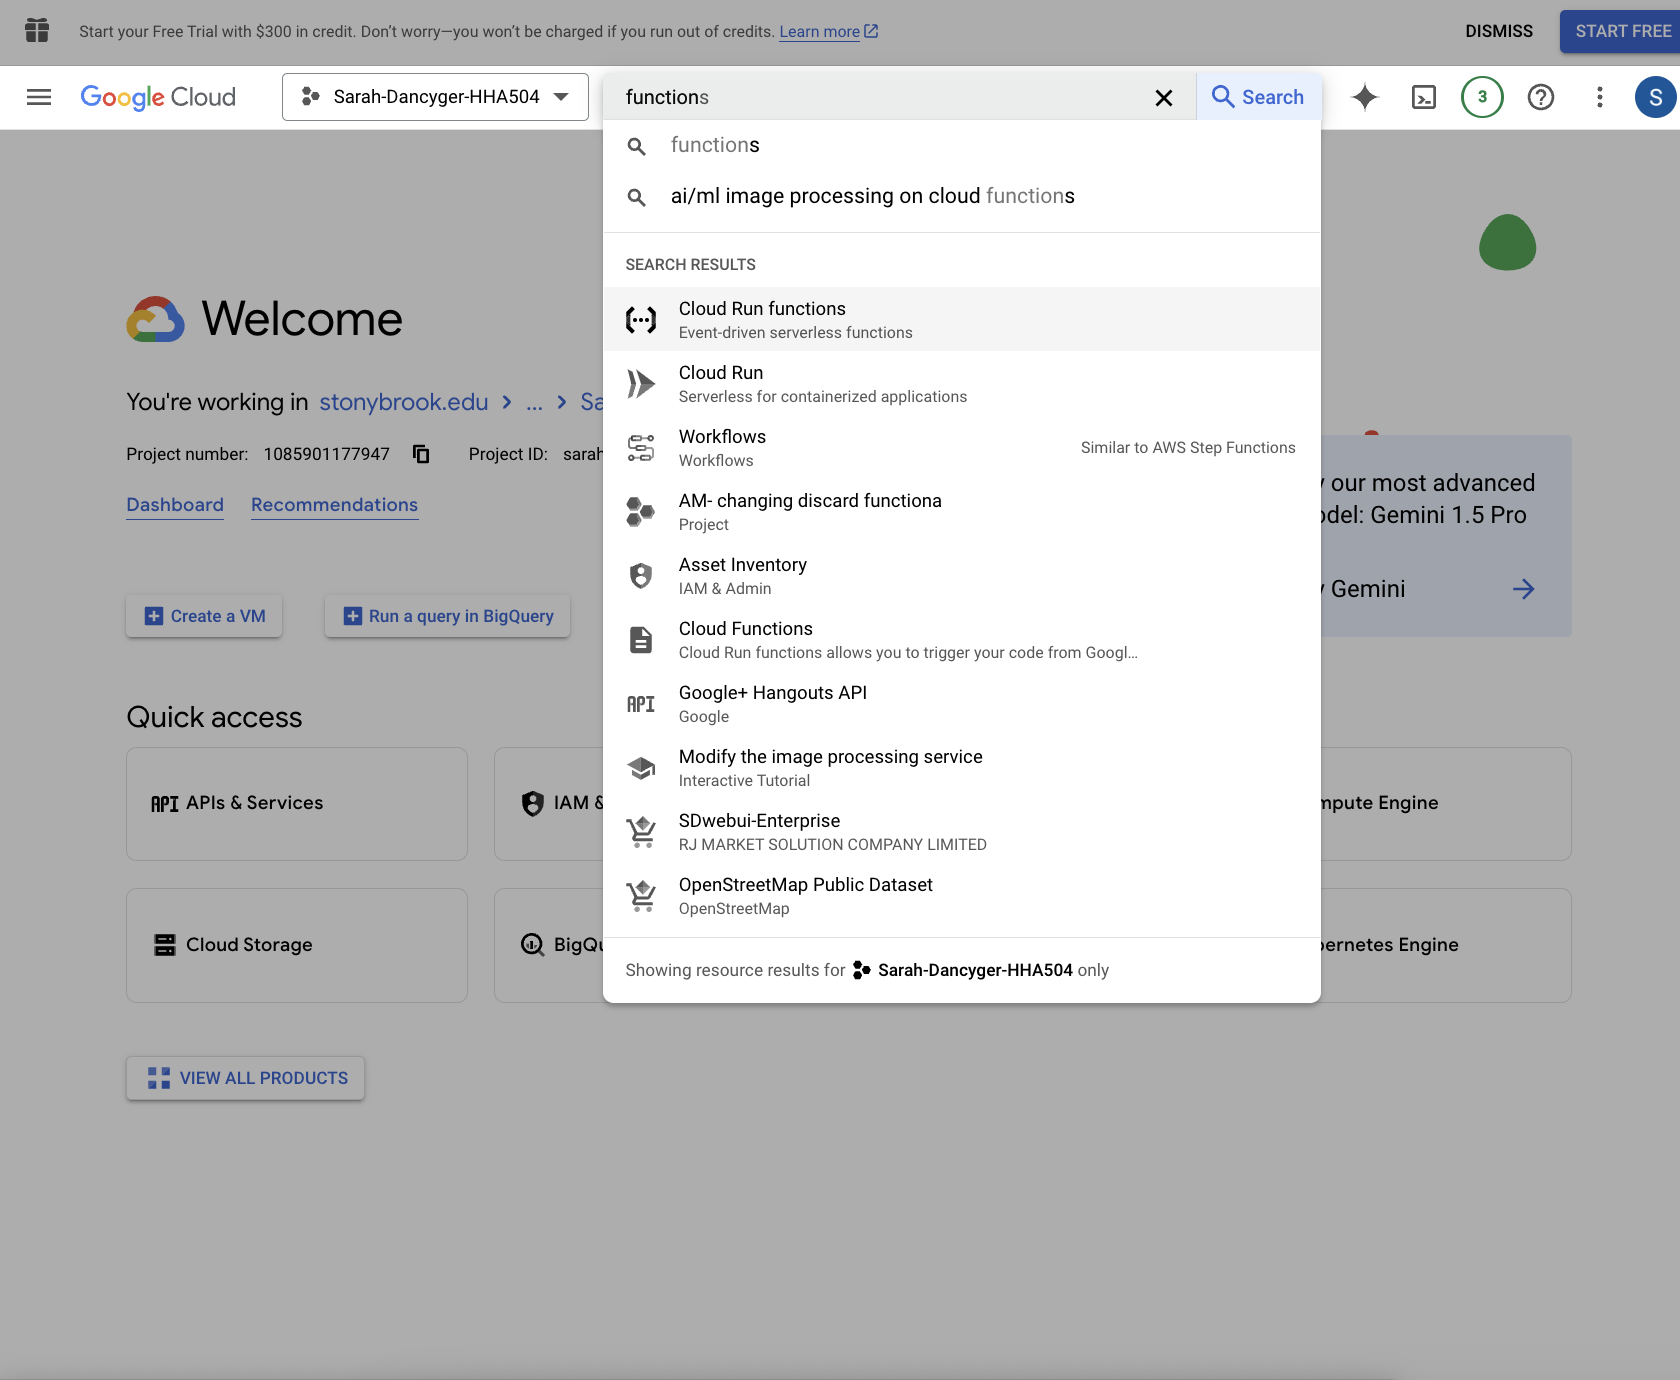 Start your Free Trial with $300 in credit. Don’t worry—you won’t be charged if you run out of credits. Learn more
DISMISS
START FREE
Google Cloud
Sarah-Dancyger-HHA504
functions
Search
3
S
functions
ai/ml image processing on cloud functions
SEARCH RESULTS
Cloud Run functions
Event-driven serverless functions
Cloud Run
Serverless for containerized applications
Workflows
Workflows
Similar to AWS Step Functions
AM- changing discard functiona
Project
Asset Inventory
IAM & Admin
Cloud Functions
Cloud Run functions allows you to trigger your code from Googl...
API
Google+ Hangouts API
Google
Modify the image processing service
Interactive Tutorial
SDwebui-Enterprise
RJ MARKET SOLUTION COMPANY LIMITED
OpenStreetMap Public Dataset
OpenStreetMap
Showing resource results for Sarah-Dancyger-HHA504 only
Welcome
You're working in stonybrook.edu > ... > Sa
Project number: 1085901177947 Project ID: sarah
Dashboard Recommendations
our most advanced
odel: Gemini 1.5 Pro
Gemini
Create a VM
Run a query in BigQuery
Quick access
API APIs & Services
IAM &
mpute Engine
Cloud Storage
BigQu
bernetes Engine
VIEW ALL PRODUCTS